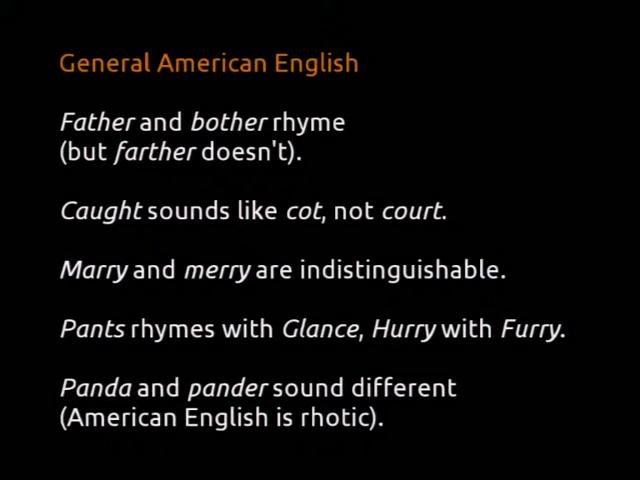 General American English
Father and bother rhyme
(but farther doesn't).
Caught sounds like cot, not court.
Marry and merry are indistinguishable.
Pants rhymes with Glance, Hurry with Furry.
Panda and pander sound different
(American English is rhotic).